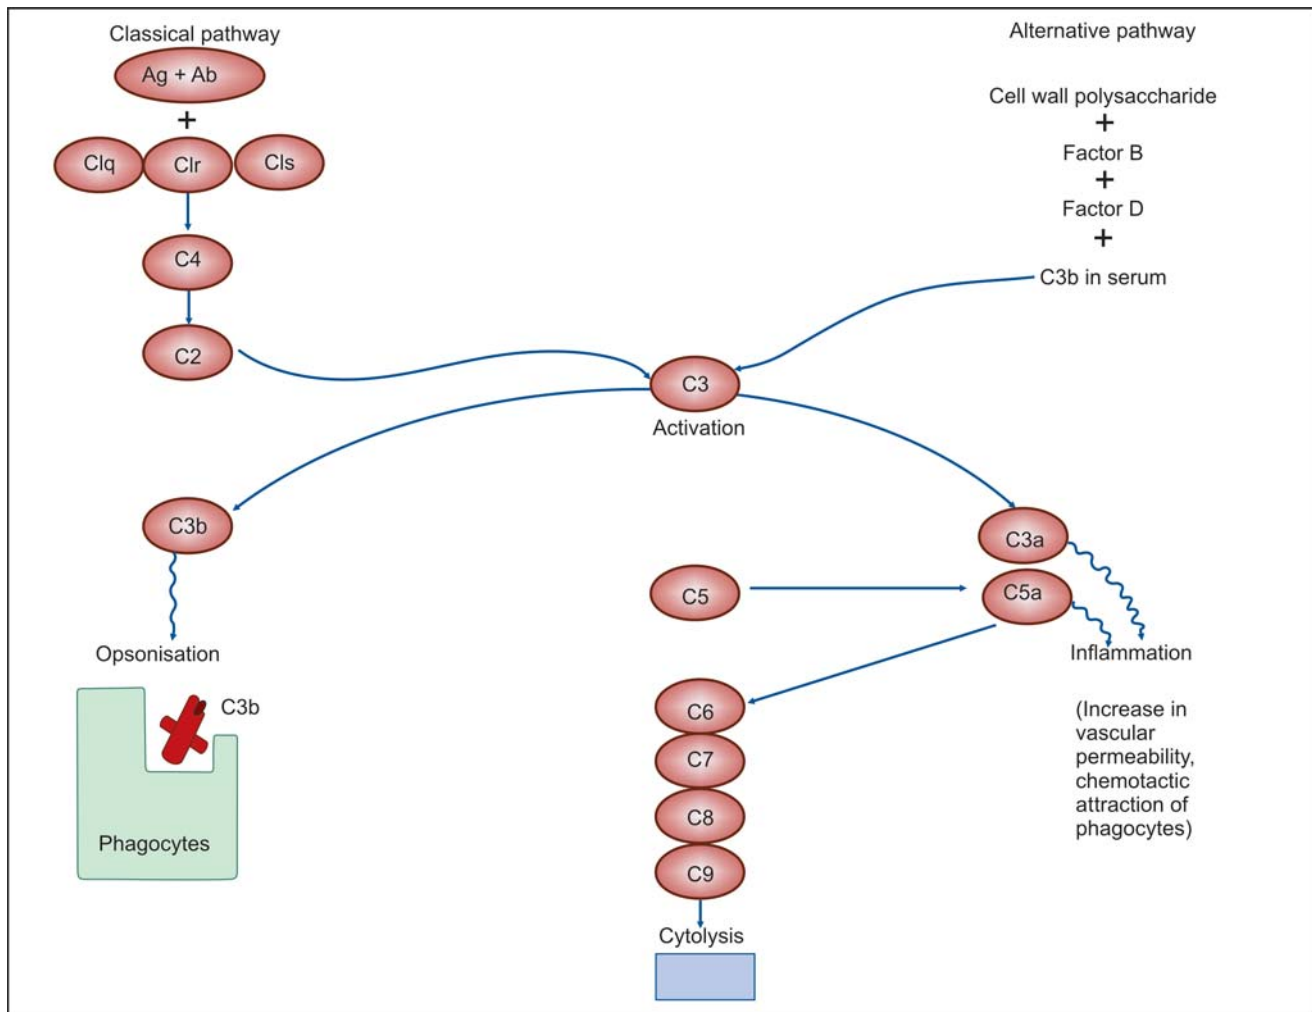 Classical pathway
Ag + Ab
+
Clq
Clr
Cls
C4
C2
Alternative pathway
Cell wall polysaccharide
+
Factor B
+
Factor D
+
C3b in serum
C3
Activation
C3b
Opsonisation
C3b
Phagocytes
C3a
C5
C5a
Inflammation
(Increase in
vascular
permeability,
chemotactic
attraction of
phagocytes)
C6
C7
C8
C9
Cytolysis